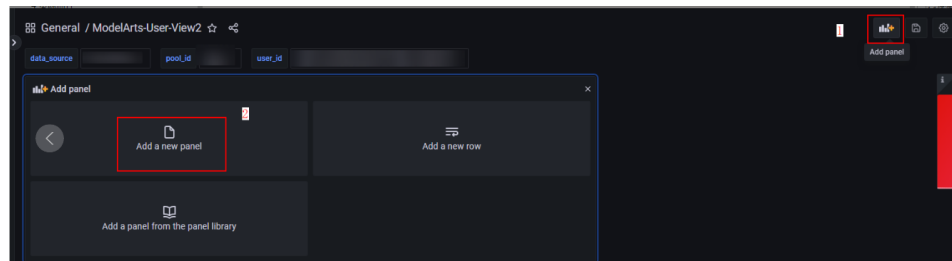 General / ModelArts-User-View2
1
Add panel
data_source pool_id user_id
Add panel
2
Add a new panel
Add a new row
Add a panel from the panel library